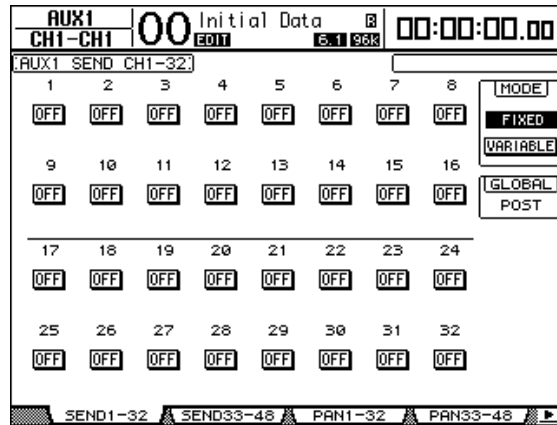 AUX1
CH1-CH1
00
Initial Data
EDIT
R
6.1 96k
00:00:00.00
AUX1 SEND CH1-32
1 2 3 4 5 6 7 8
OFF OFF OFF OFF OFF OFF OFF OFF
9 10 11 12 13 14 15 16
OFF OFF OFF OFF OFF OFF OFF OFF
17 18 19 20 21 22 23 24
OFF OFF OFF OFF OFF OFF OFF OFF
25 26 27 28 29 30 31 32
OFF OFF OFF OFF OFF OFF OFF OFF
MODE
FIXED
VARIABLE
GLOBAL
POST
SEND1-32 SEND33-48 PAN1-32 PAN33-48